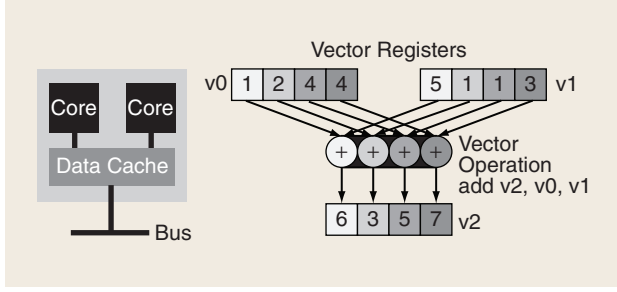 Core Core
Data Cache
Bus
Vector Registers
v0 1 2 4 4 5 1 1 3 v1
+ + + +
Vector
Operation
add v2, v0, v1
6 3 5 7 v2